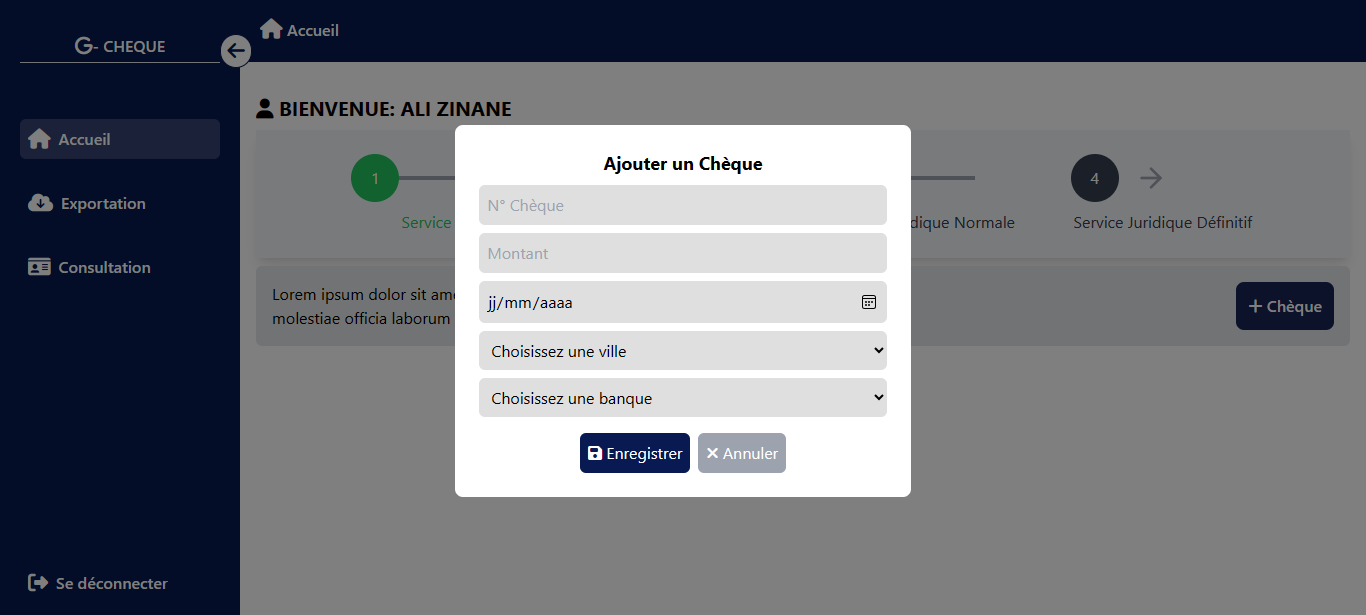 G- CHEQUE
Accueil
Accueil
Exportation
Consultation
Se déconnecter
BIENVENUE: ALI ZINANE
1
4
Service
dique Normale
Service Juridique Définitif
Lorem ipsum dolor sit am
molestiae officia laborum
+ Chèque
Ajouter un Chèque
N° Chèque
Montant
jj/mm/aaaa
Choisissez une ville
Choisissez une banque
Enregistrer
Annuler